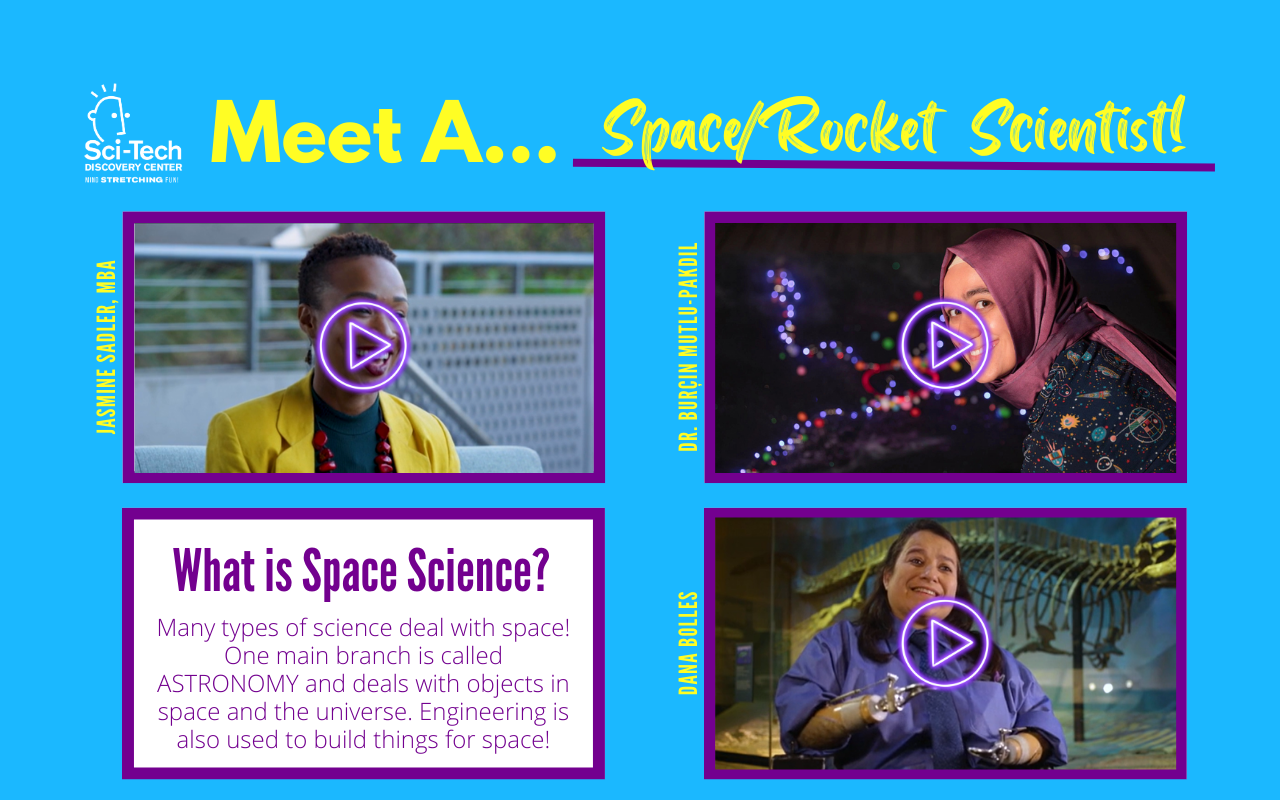 Sci-Tech
DISCOVERY CENTER
MIND STRETCHING FUN!
Meet A... Space/Rocket Scientist!
JASMINE SADLER, MBA
DR. BURÇIN MUTLU-PAKDIL
What is Space Science?
Many types of science deal with space!
One main branch is called
ASTRONOMY and deals with objects in
space and the universe. Engineering is
also used to build things for space!
DANA BOLLES